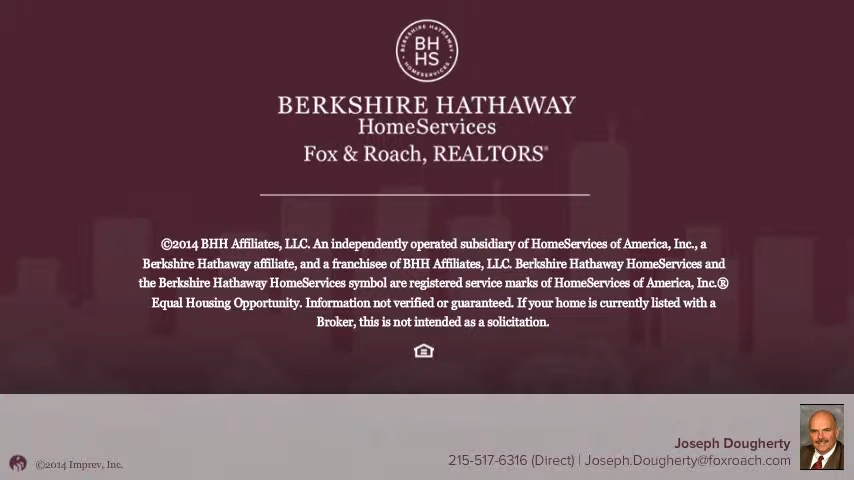 BERKSHIRE HATHAWAY
BH
HS
HOMESERVICES
BERKSHIRE HATHAWAY
HomeServices
Fox & Roach, REALTORS®
©2014 BHH Affiliates, LLC. An independently operated subsidiary of HomeServices of America, Inc., a
Berkshire Hathaway affiliate, and a franchisee of BHH Affiliates, LLC. Berkshire Hathaway HomeServices and
the Berkshire Hathaway HomeServices symbol are registered service marks of HomeServices of America, Inc.®
Equal Housing Opportunity. Information not verified or guaranteed. If your home is currently listed with a
Broker, this is not intended as a solicitation.
Joseph Dougherty
215-517-6316 (Direct) | Joseph.Dougherty@foxroach.com
©2014 Imprev, Inc.